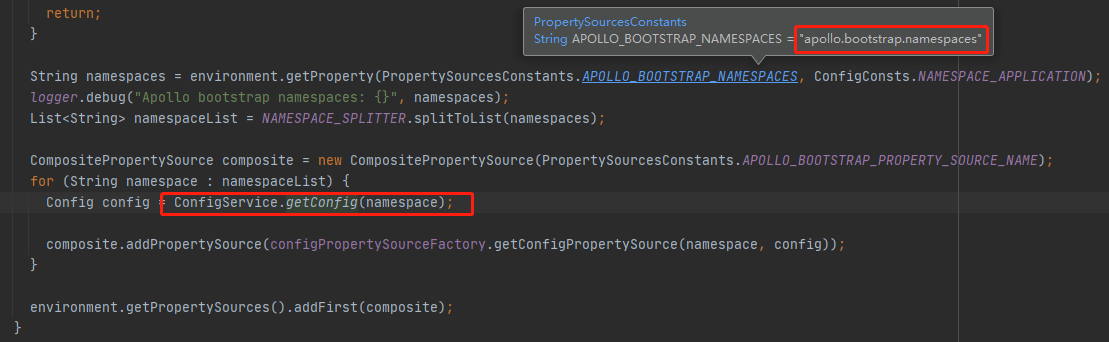 return;
}
PropertySourcesConstants
String APOLLO_BOOTSTRAP_NAMESPACES = "apollo.bootstrap.namespaces"
String namespaces = environment.getProperty(PropertySourcesConstants.APOLLO_BOOTSTRAP_NAMESPACES, ConfigConsts.NAMESPACE_APPLICATION);
logger.debug("Apollo bootstrap namespaces: {}", namespaces);
List<String> namespaceList = NAMESPACE_SPLITTER.splitToList(namespaces);
CompositePropertySource composite = new CompositePropertySource(PropertySourcesConstants.APOLLO_BOOTSTRAP_PROPERTY_SOURCE_NAME);
for (String namespace : namespaceList) {
Config config = ConfigService.getConfig(namespace);
composite.addPropertySource(configPropertySourceFactory.getConfigPropertySource(namespace, config));
}
environment.getPropertySources().addFirst(composite);
}